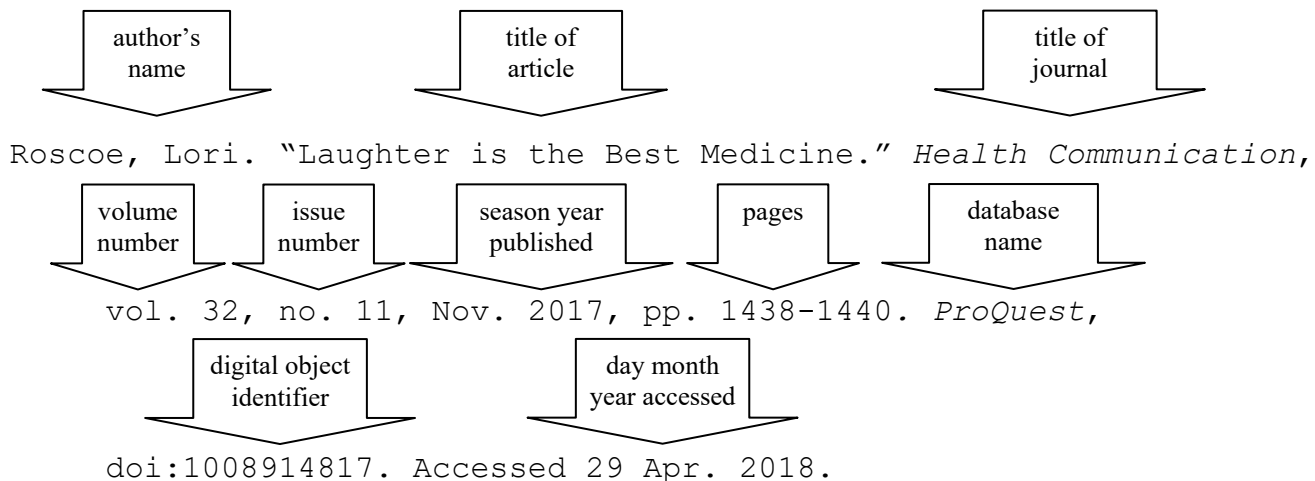 author’s title of title of
name article journal
Roscoe, Lori. “Laughter is the Best Medicine.” Health Communication,
volume issue season year pages database
number number published name
vol. 32, no. 11, Nov. 2017, pp. 1438-1440. ProQuest,
digital object day month
identifier year accessed
doi:1008914817. Accessed 29 Apr. 2018.